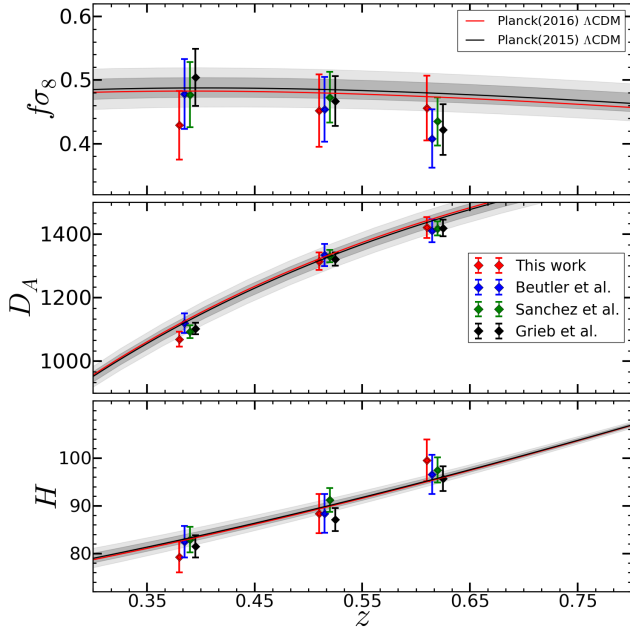 0.6
0.5
0.4
fσ₈
Planck(2016) ΛCDM
Planck(2015) ΛCDM
1400
1200
1000
D_A
This work
Beutler et al.
Sanchez et al.
Grieb et al.
100
90
80
H
0.35 0.45 0.55 0.65 0.75
z